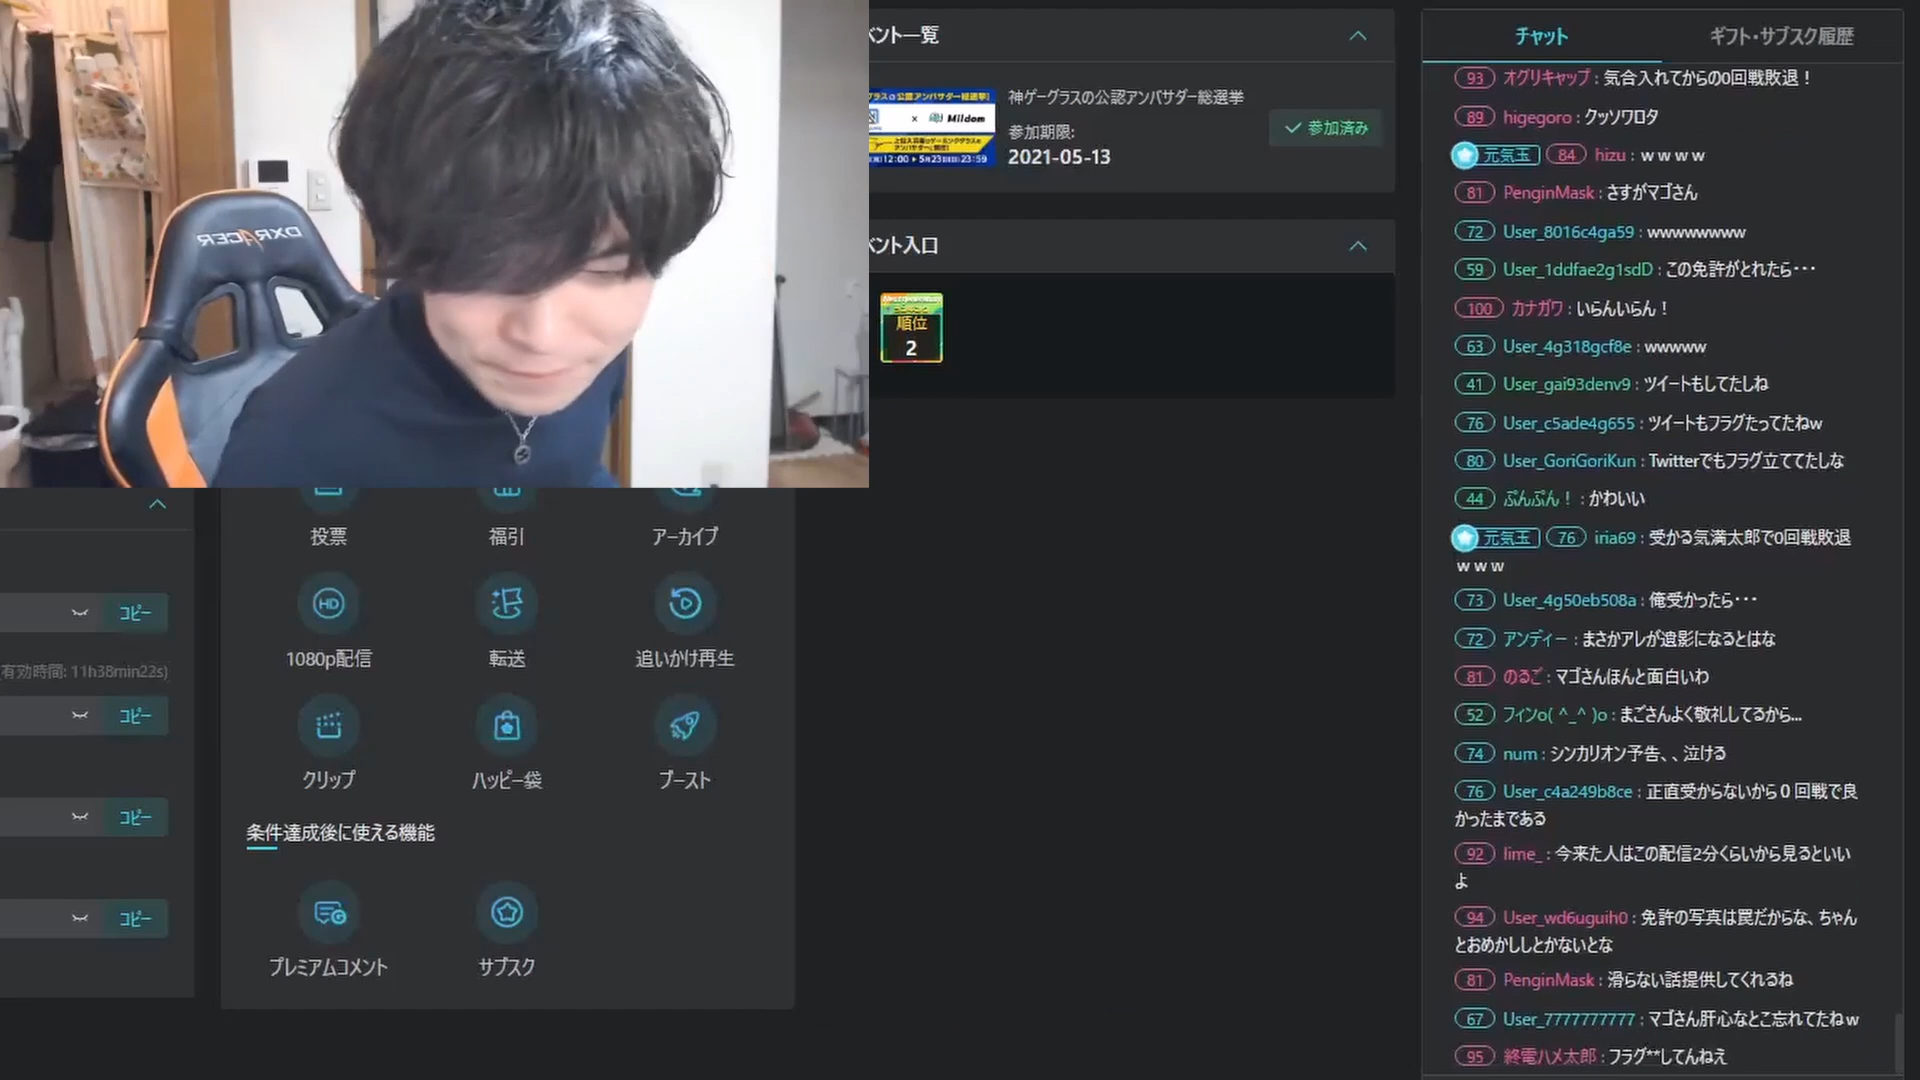 ベント一覧
神ゲーグラスの公認アンバサダー総選挙
参加期限:
2021-05-13
参加済み
Mildom
12:00
5月23日
23:59
ベント入口
順位
2
投票
福引
アーカイブ
コピー
HD
1080p配信
転送
追いかけ再生
(有効時間: 11h38min22s)
コピー
クリップ
ハッピー袋
ブースト
コピー
条件達成後に使える機能
コピー
プレミアムコメント
サブスク
チャット
ギフト・サブスク履歴
93 オグリキャップ : 気合入れてからの0回戦敗退！
89 higegoro : クッソワロタ
元気玉 84 hizu : ｗｗｗｗ
81 PenginMask : さすがマゴさん
72 User_8016c4ga59 : wwwwwwwww
59 User_1ddfae2g1sdD : この免許がとれたら･･･
100 カナガワ : いらんいらん！
63 User_4g318gcf8e : wwwww
41 User_gai93denv9 : ツイートもしてたしね
76 User_c5ade4g655 : ツイートもフラグたってたねw
80 User_GoriGoriKun : Twitterでもフラグ立ててたしな
44 ぷんぷん！ : かわいい
元気玉 76 iria69 : 受かる気満太郎で0回戦敗退
ｗｗｗ
73 User_4g50eb508a : 俺受かったら･･･
72 アンディー : まさかアレが遺影になるとはな
81 のるご : マゴさんほんと面白いわ
52 フィンo( ^_^ )o : まごさんよく敬礼してるから...
74 num : シンカリオン予告、、泣ける
76 User_c4a249b8ce : 正直受からないから０回戦で良
かったまである
92 lime_ : 今来た人はこの配信2分くらいから見るといい
よ
94 User_wd6uguih0 : 免許の写真は罠だからな、ちゃん
とおめかししとかないとな
81 PenginMask : 滑らない話提供してくれるね
67 User_7777777777 : マゴさん肝心なとこ忘れてたねｗ
95 終電ハメ太郎 : フラグ**してんねえ
DXRACER